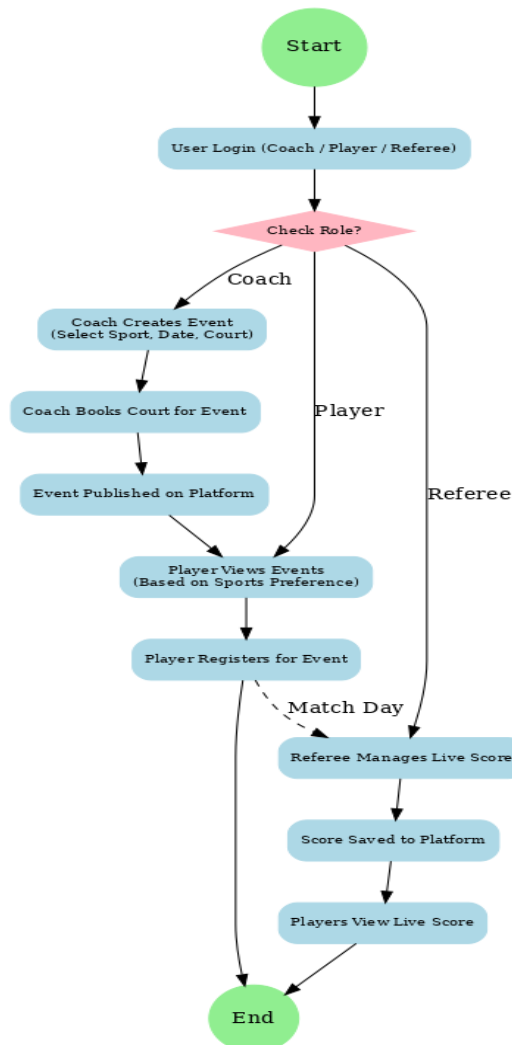 Start
User Login (Coach / Player / Referee)
Check Role?
Coach
Coach Creates Event
(Select Sport, Date, Court)
Coach Books Court for Event
Player
Event Published on Platform
Referee
Player Views Events
(Based on Sports Preference)
Player Registers for Event
Match Day
Referee Manages Live Score
Score Saved to Platform
Players View Live Score
End